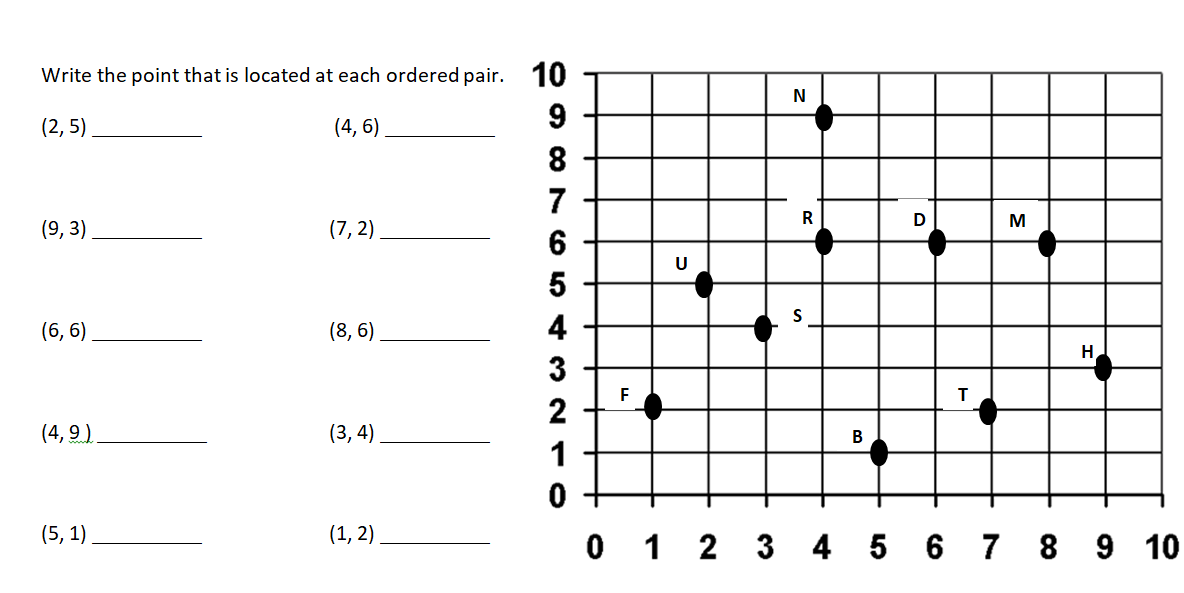 Write the point that is located at each ordered pair.
(2, 5) __________ (4, 6) __________
(9, 3) __________ (7, 2) __________
(6, 6) __________ (8, 6) __________
(4, 9 ) __________ (3, 4) __________
(5, 1) __________ (1, 2) __________
10
N
9
8
7
R D M
6
U
5
S
4
H
3
F T
2
B
1
0
0 1 2 3 4 5 6 7 8 9 10